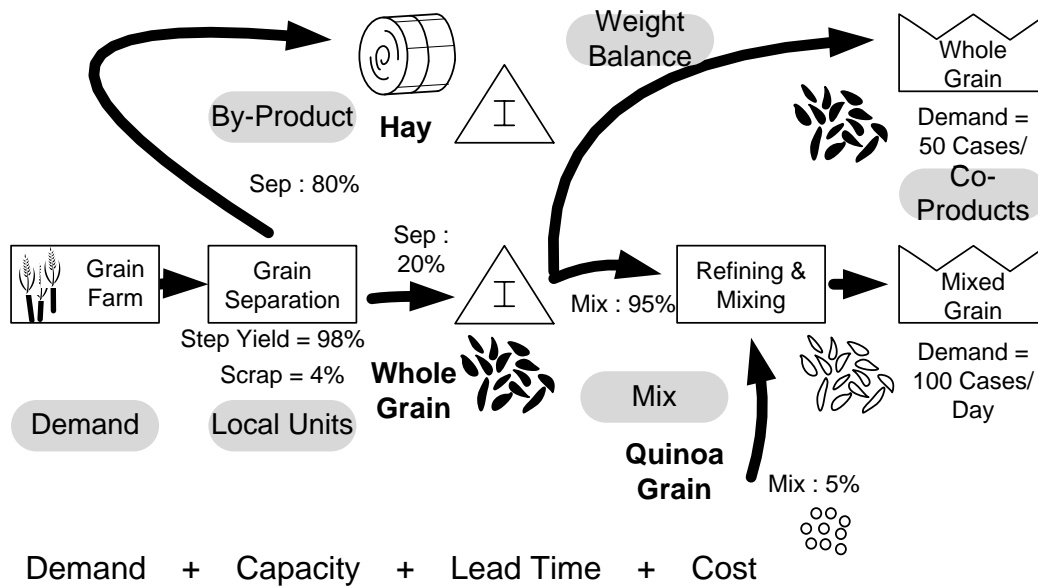 Weight
Balance
Whole
Grain
By-Product
Hay
I
Demand =
50 Cases/
Co-
Products
Sep : 80%
Grain
Farm
Grain
Separation
Sep :
20%
I
Mix : 95%
Refining &
Mixing
Mixed
Grain
Step Yield = 98%
Scrap = 4%
Whole
Grain
Demand =
100 Cases/
Day
Demand
Local Units
Mix
Quinoa
Grain
Mix : 5%
Demand + Capacity + Lead Time + Cost